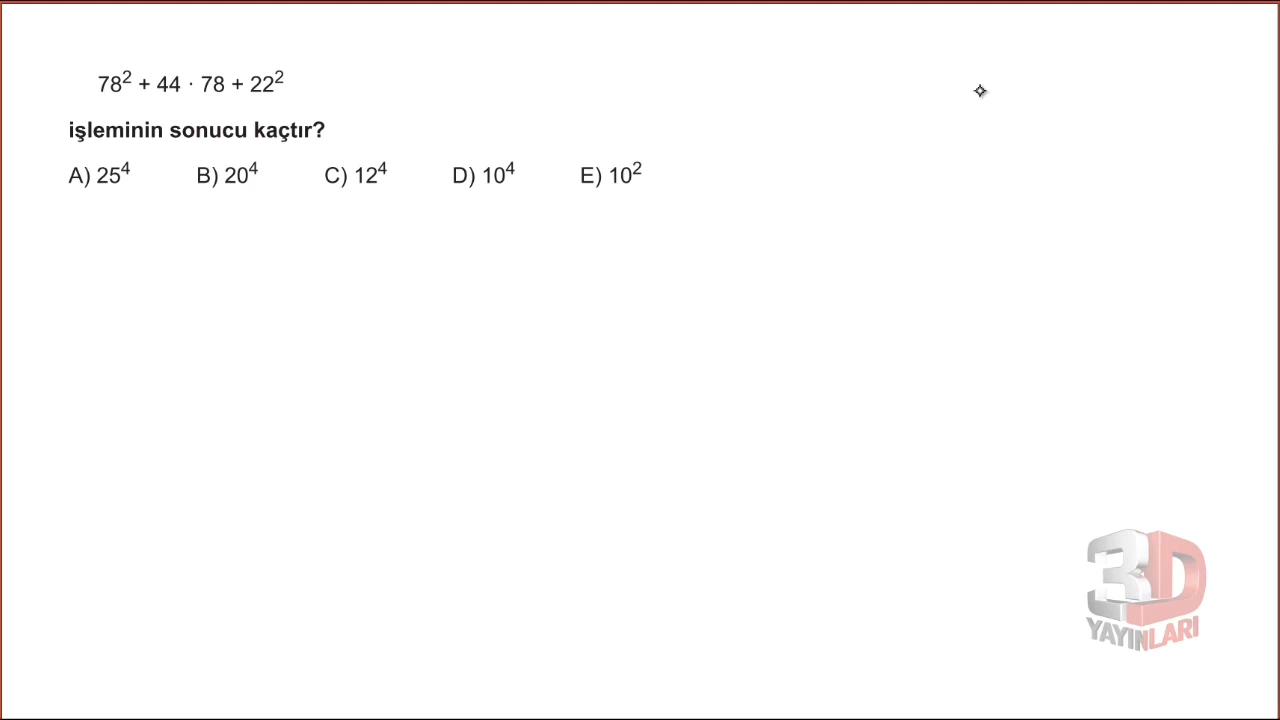 78² + 44 · 78 + 22²
işleminin sonucu kaçtır?
A) 25⁴ B) 20⁴ C) 12⁴ D) 10⁴ E) 10²
3D
YAYINLARI